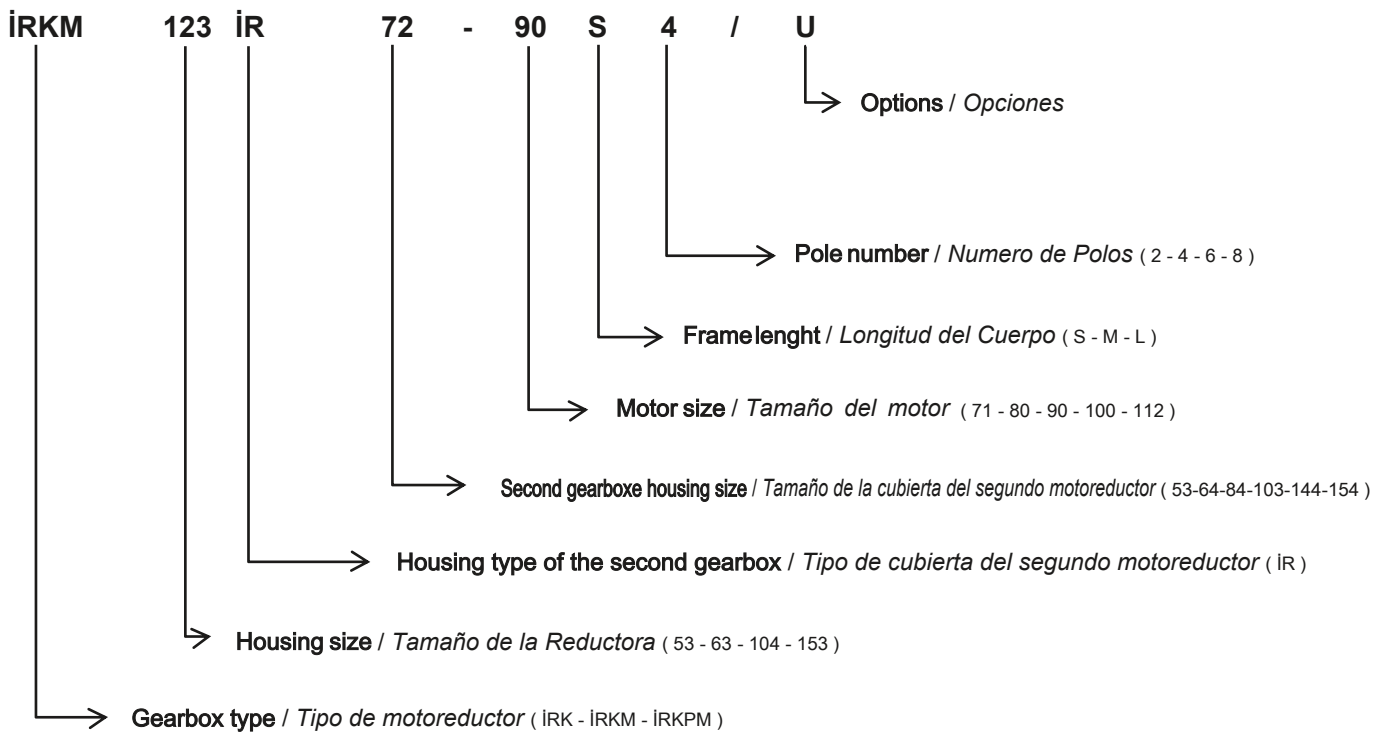 İRKM 123 İR 72 - 90 S 4 / U
Options / Opciones
Pole number / Numero de Polos ( 2 - 4 - 6 - 8 )
Frame lenght / Longitud del Cuerpo ( S - M - L )
Motor size / Tamaño del motor ( 71 - 80 - 90 - 100 - 112 )
Second gearboxe housing size / Tamaño de la cubierta del segundo motoreductor ( 53-64-84-103-144-154 )
Housing type of the second gearbox / Tipo de cubierta del segundo motoreductor ( İR )
Housing size / Tamaño de la Reductora ( 53 - 63 - 104 - 153 )
Gearbox type / Tipo de motoreductor ( İRK - İRKM - İRKPM )